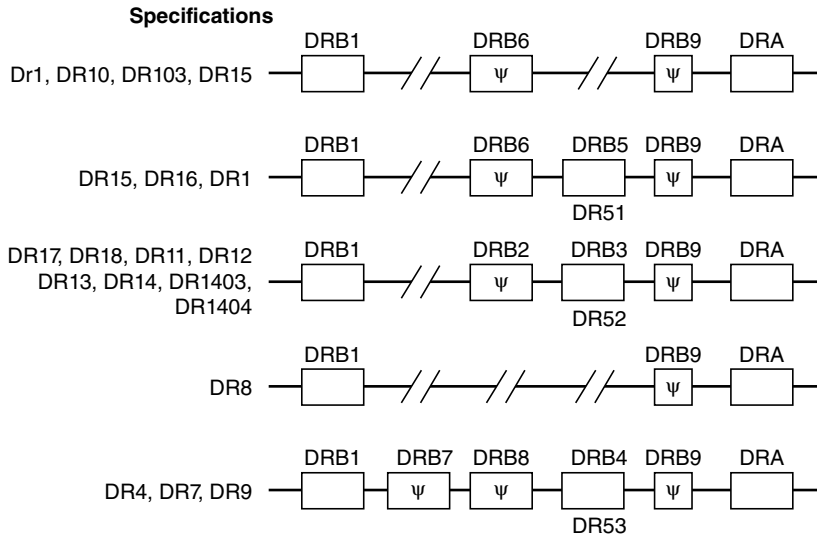 Specifications
DRB1 DRB6 DRB9 DRA
Dr1, DR10, DR103, DR15 ψ ψ
DRB1 DRB6 DRB5 DRB9 DRA
DR15, DR16, DR1 ψ ψ
DR51
DR17, DR18, DR11, DR12 DRB1 DRB2 DRB3 DRB9 DRA
DR13, DR14, DR1403, ψ ψ
DR1404 DR52
DRB1 DRB9 DRA
DR8 ψ
DRB1 DRB7 DRB8 DRB4 DRB9 DRA
DR4, DR7, DR9 ψ ψ ψ
DR53